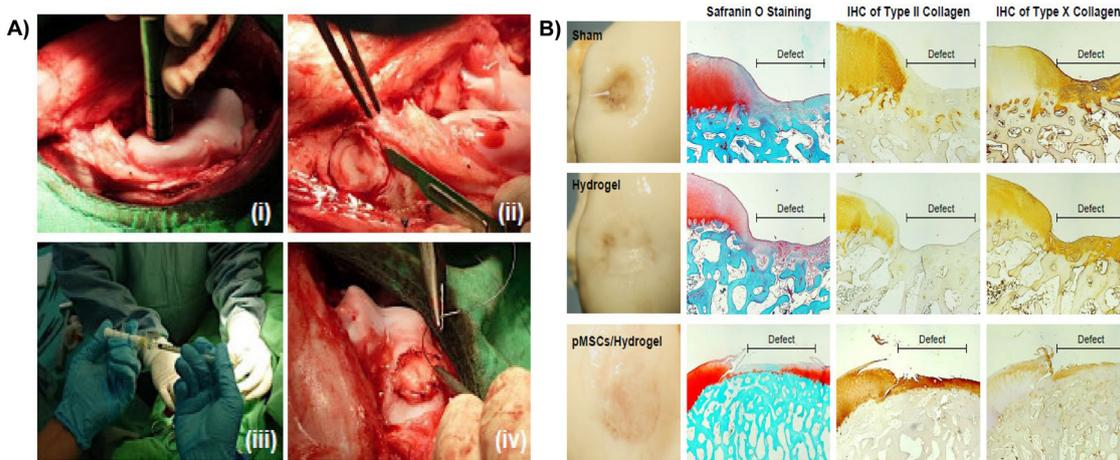 A)
(i)
(ii)
(iii)
(iv)
B)
Safranin O Staining
IHC of Type II Collagen
IHC of Type X Collagen
Sham
Defect
Defect
Defect
Hydrogel
Defect
Defect
Defect
pMSCs/Hydrogel
Defect
Defect
Defect